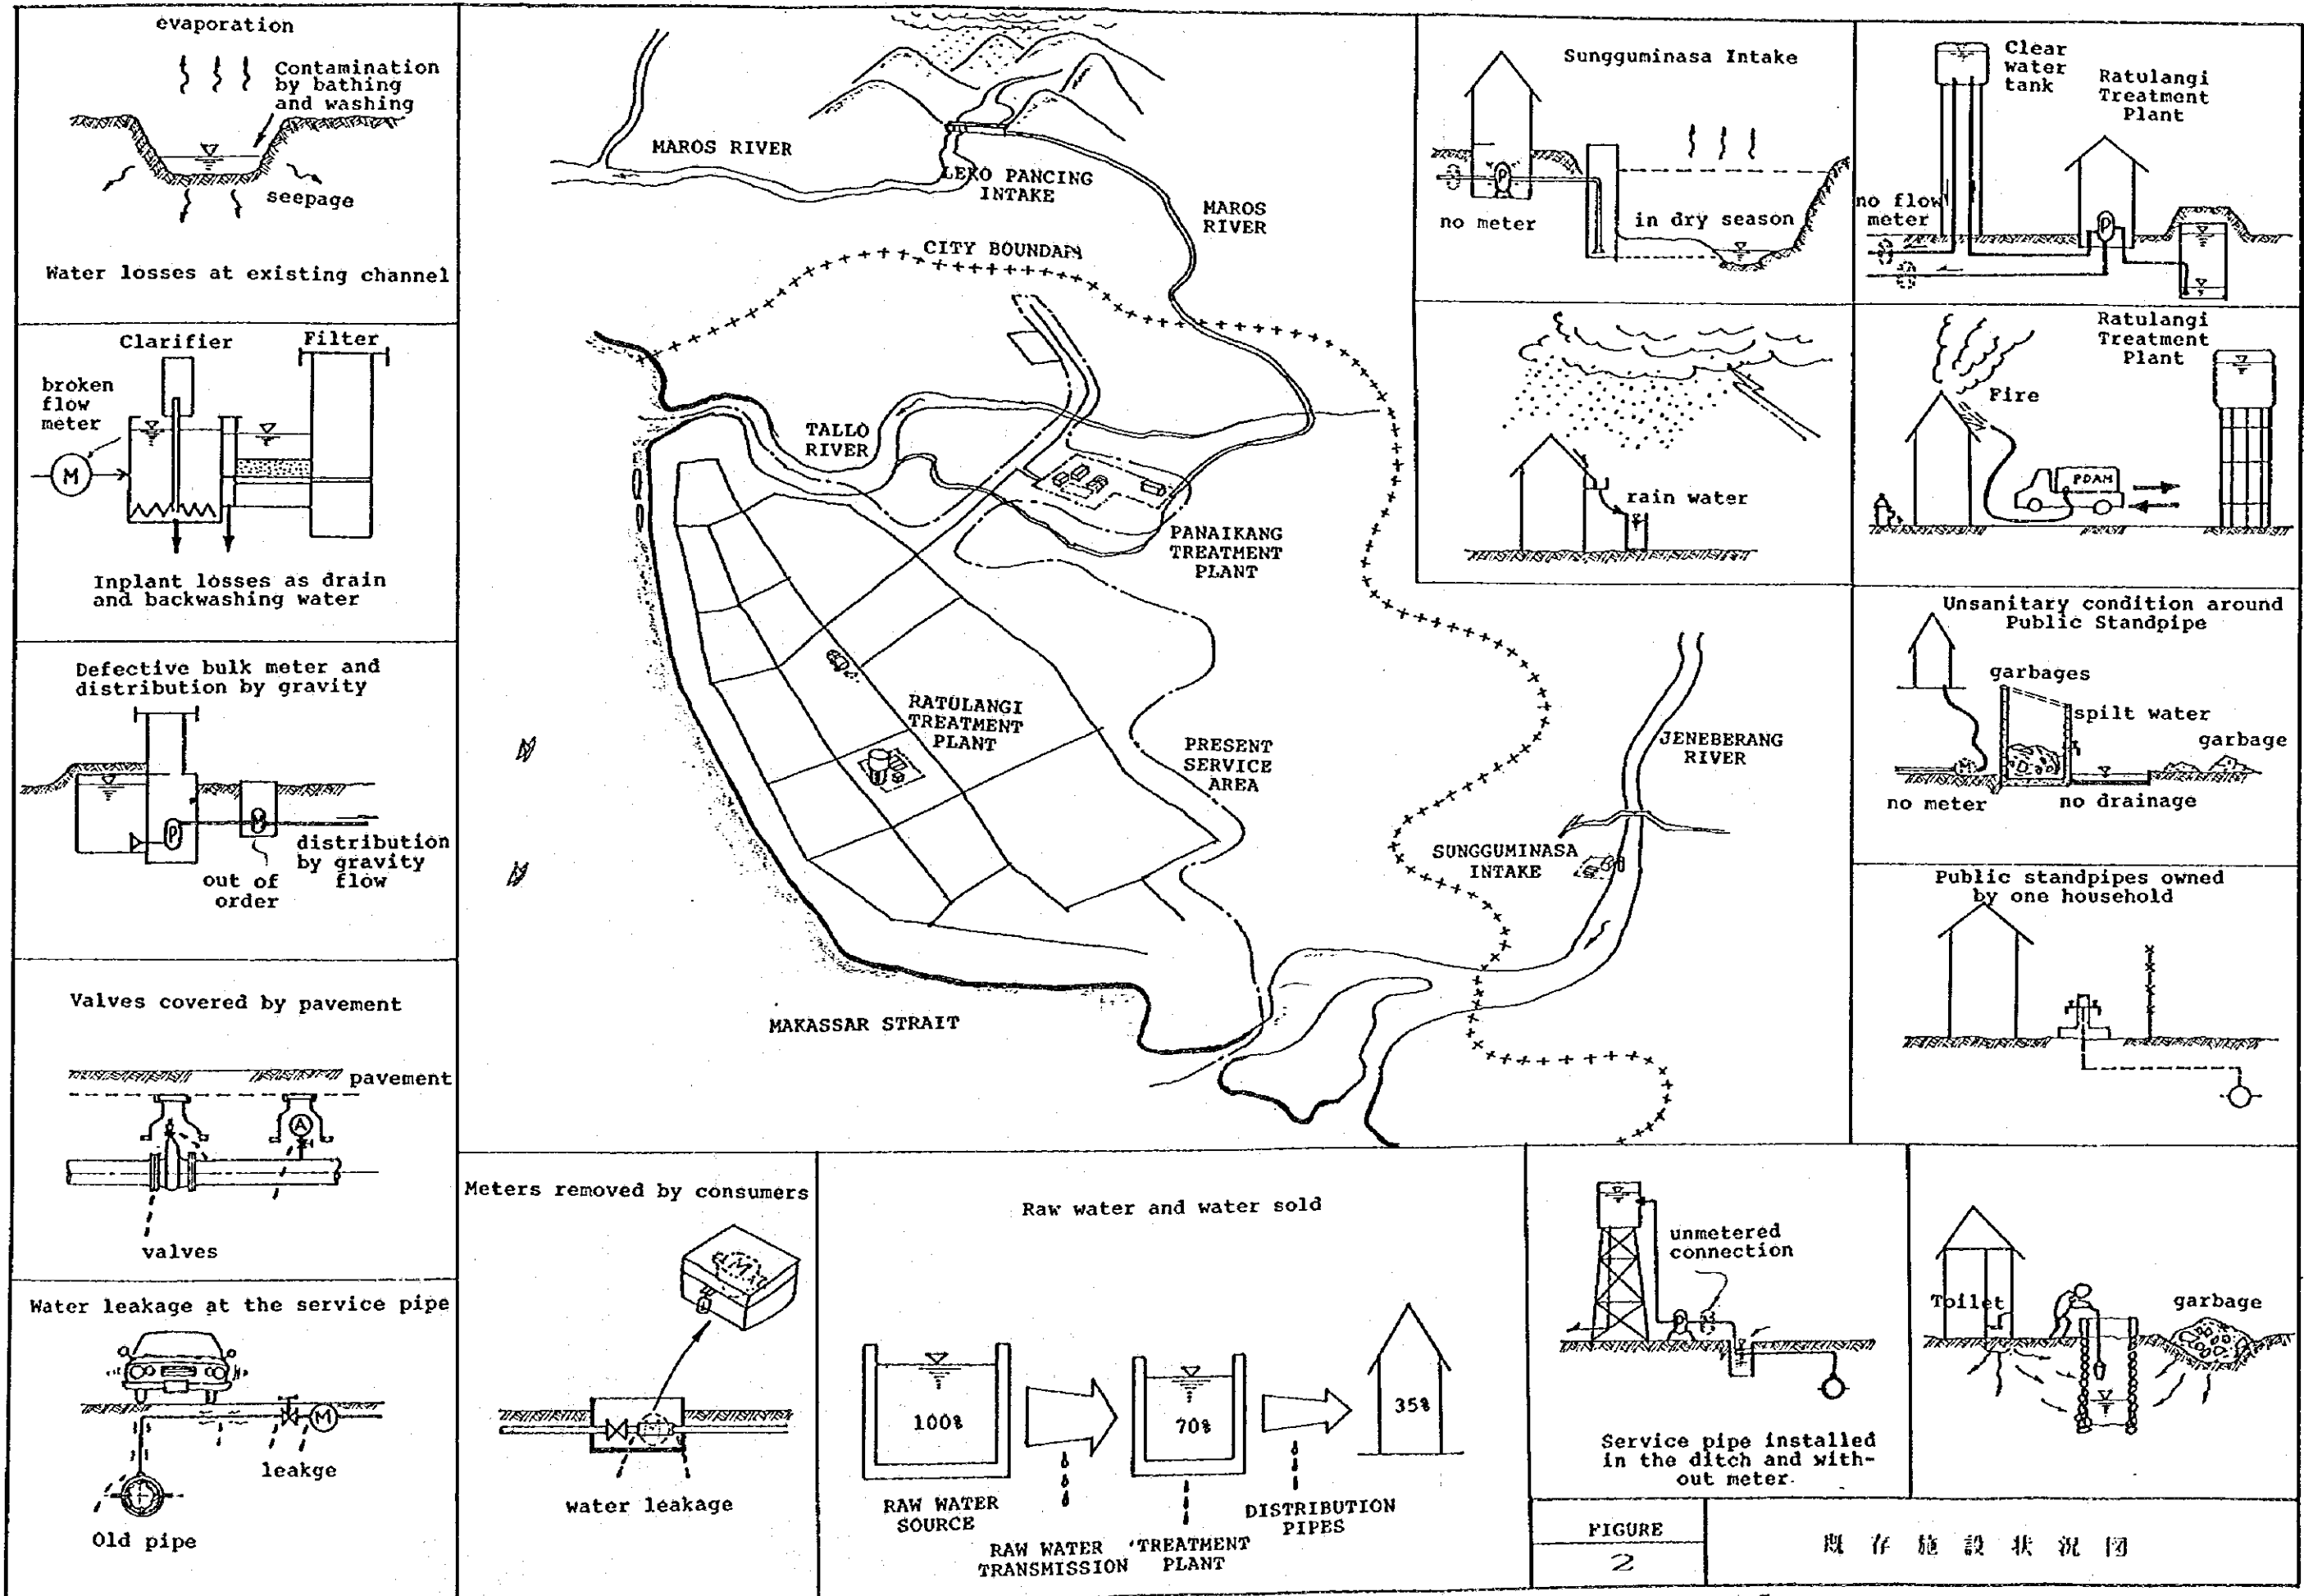 evaporation
Contamination
by bathing
and washing
seepage
Water losses at existing channel
Clarifier
Filter
broken
flow
meter
M
Inplant losses as drain
and backwashing water
Defective bulk meter and
distribution by gravity
P
M
distribution
by gravity
flow
out of
order
Valves covered by pavement
pavement
A
valves
Water leakage at the service pipe
M
leakge
Old pipe
MAROS RIVER
LEKO PANCING
INTAKE
MAROS
RIVER
CITY BOUNDARY
TALLO
RIVER
PANAIKANG
TREATMENT
PLANT
RATULANGI
TREATMENT
PLANT
PRESENT
SERVICE
AREA
JENEBERANG
RIVER
SUNGGUMINASA
INTAKE
MAKASSAR STRAIT
Sungguminasa Intake
P
no meter
in dry season
Clear
water
tank
Ratulangi
Treatment
Plant
no flow
meter
P
rain water
Ratulangi
Treatment
Plant
Fire
PDAM
Unsanitary condition around
Public Standpipe
garbages
spilt water
garbage
no meter
no drainage
Public standpipes owned
by one household
Meters removed by consumers
M
water leakage
Raw water and water sold
100%
70%
35%
RAW WATER
SOURCE
RAW WATER
TRANSMISSION
TREATMENT
PLANT
DISTRIBUTION
PIPES
unmetered
connection
P
M
Service pipe installed
in the ditch and with-
out meter.
Toilet
garbage
FIGURE
2
既存施設状況図